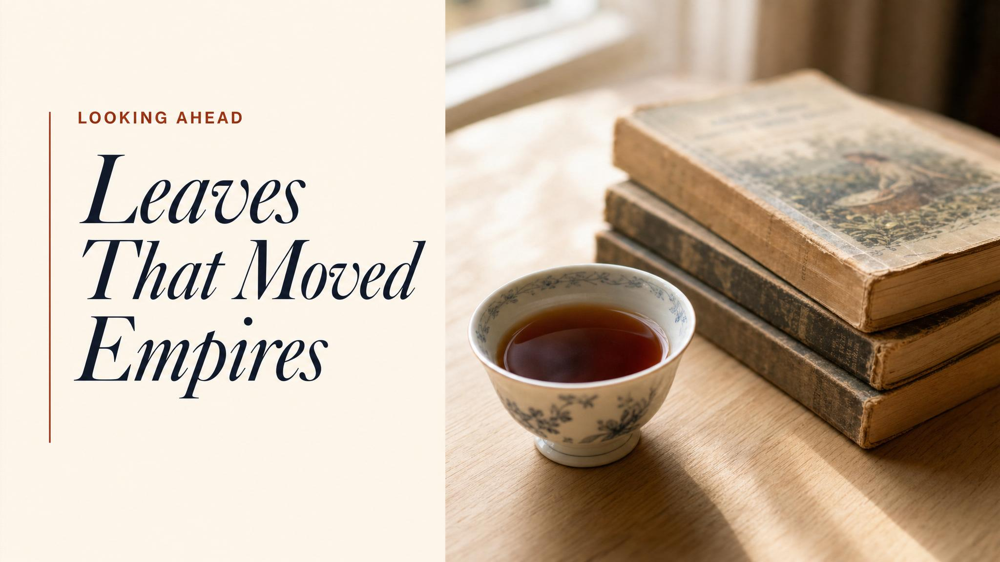 LOOKING AHEAD
Leaves
That Moved
Empires